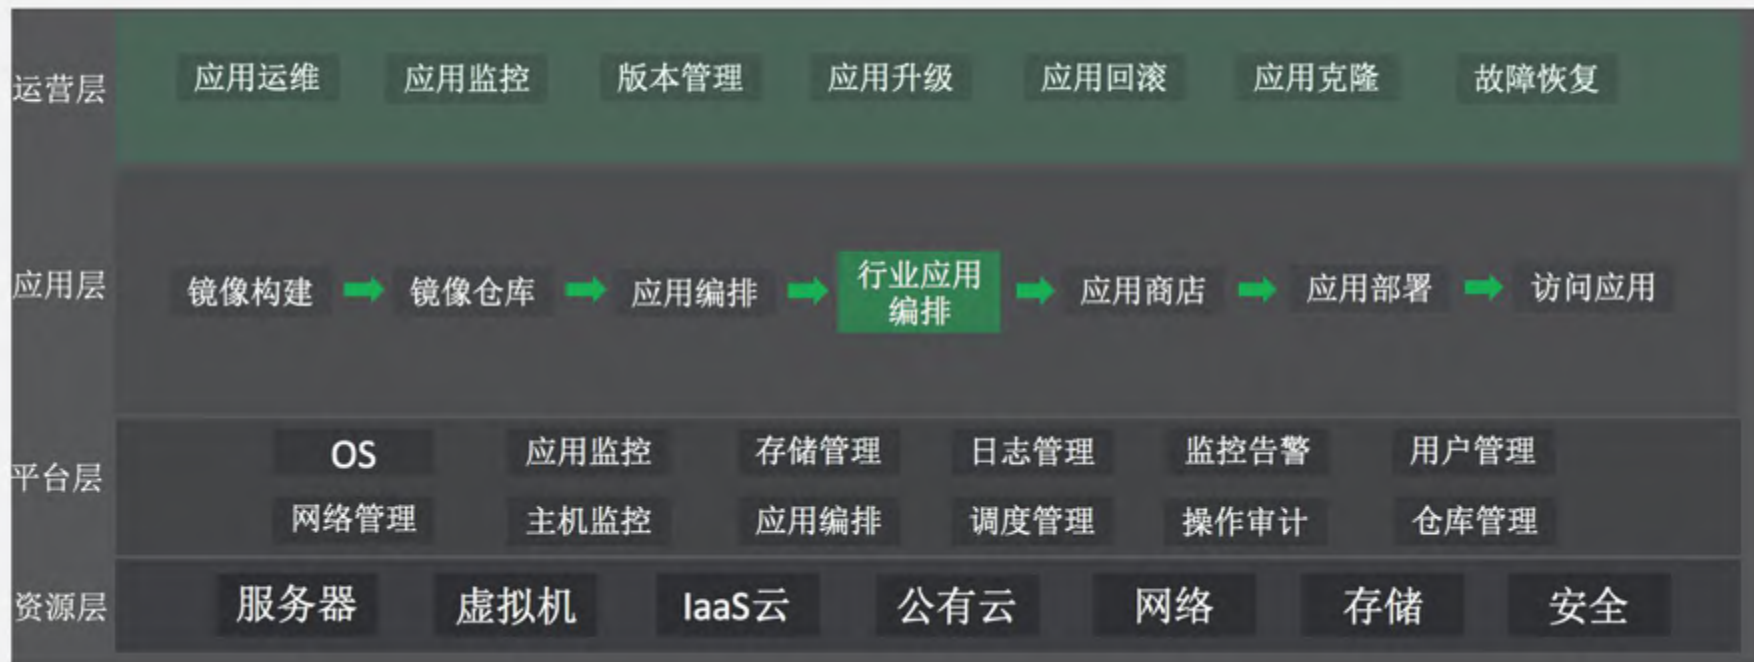 运营层
应用运维 应用监控 版本管理 应用升级 应用回滚 应用克隆 故障恢复
应用层
镜像构建 镜像仓库 应用编排 行业应用
编排 应用商店 应用部署 访问应用
平台层
OS 应用监控 存储管理 日志管理 监控告警 用户管理
网络管理 主机监控 应用编排 调度管理 操作审计 仓库管理
资源层
服务器 虚拟机 IaaS云 公有云 网络 存储 安全